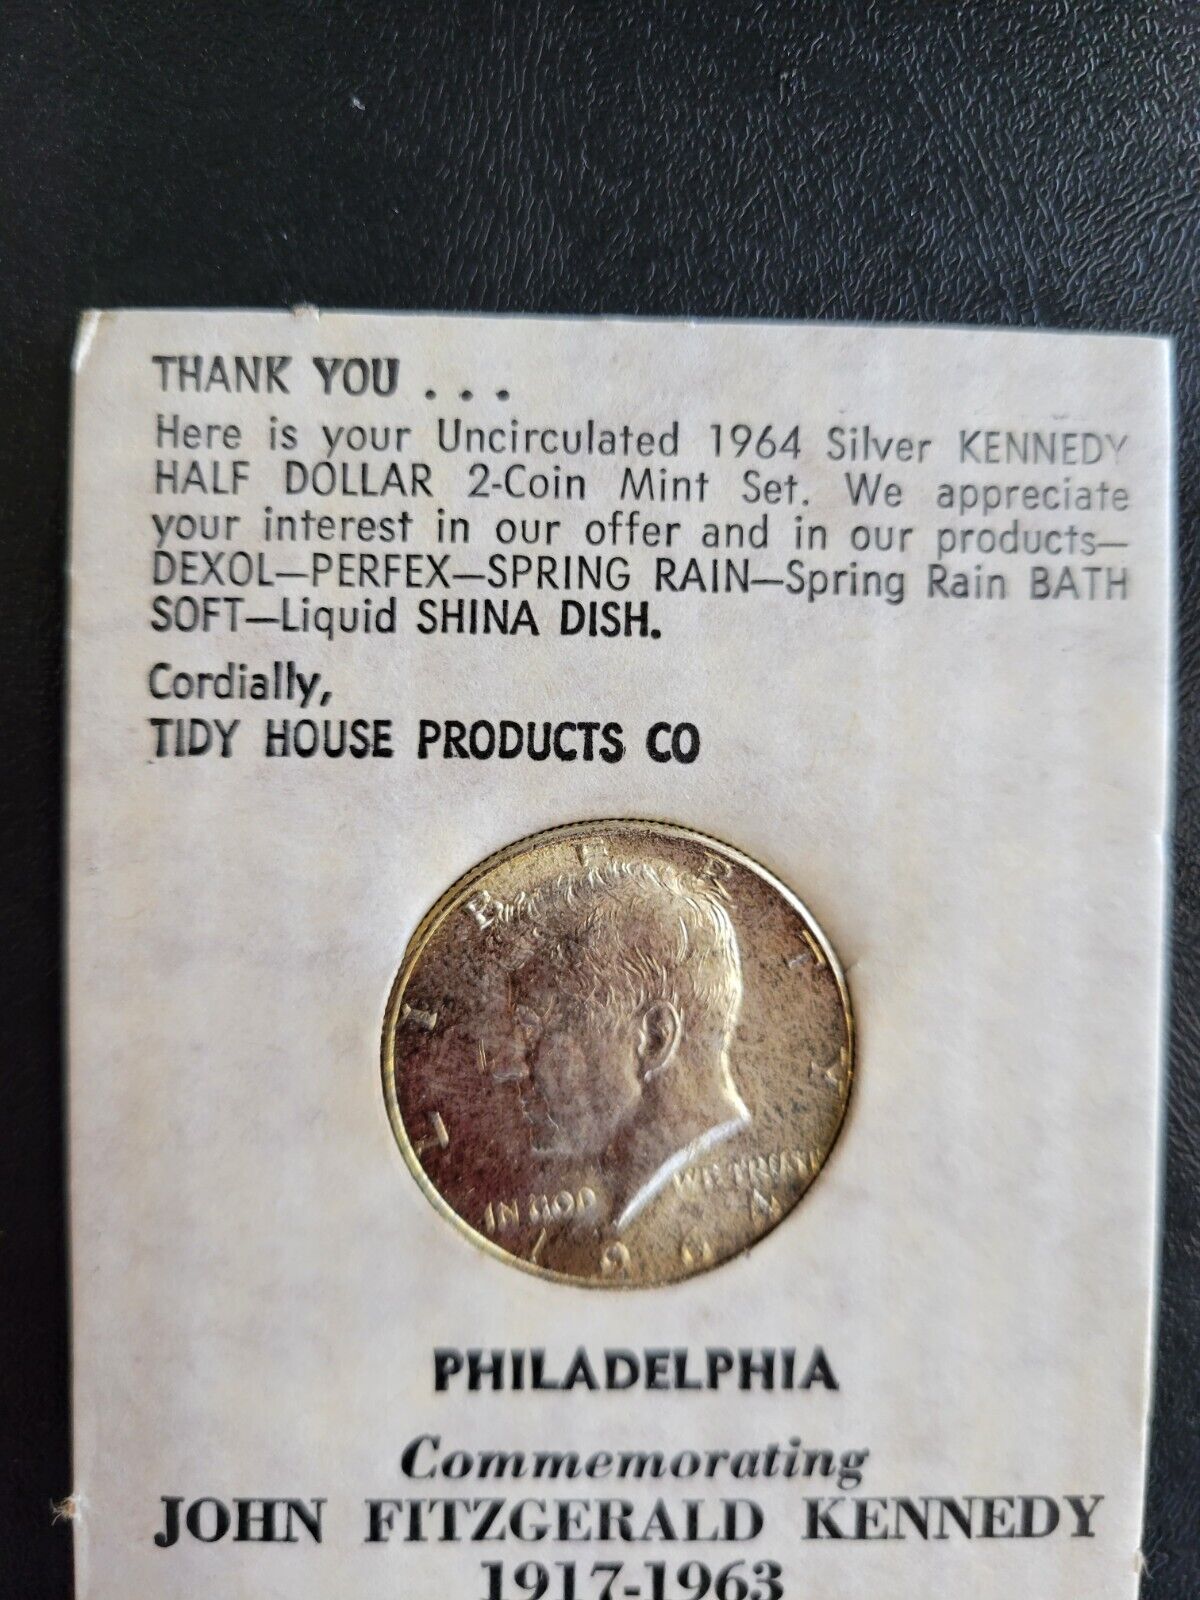 THANK YOU . . .
Here is your Uncirculated 1964 Silver KENNEDY
HALF DOLLAR 2-Coin Mint Set. We appreciate
your interest in our offer and in our products—
DEXOL—PERFEX—SPRING RAIN—Spring Rain BATH
SOFT—Liquid SHINA DISH.
Cordially,
TIDY HOUSE PRODUCTS CO
LIBERTY
IN GOD WE TRUST
1964
PHILADELPHIA
Commemorating
JOHN FITZGERALD KENNEDY
1917-1963